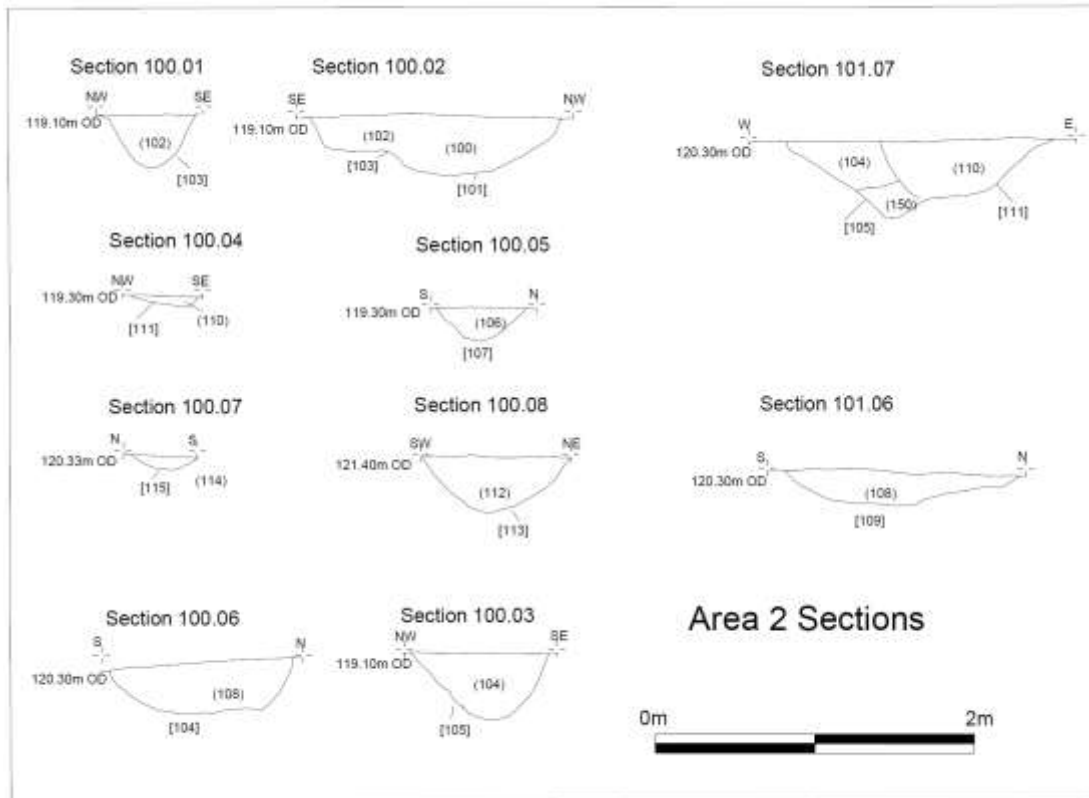 Section 100.01
NW SE
119.10m OD
(102)
[103]
Section 100.02
SE NW
119.10m OD
(102)
(100)
[103]
[101]
Section 101.07
W E
120.30m OD
(104)
(110)
(150)
[105]
[111]
Section 100.04
NW SE
119.30m OD
[111]
(110)
Section 100.05
S N
119.30m OD
(106)
[107]
Section 100.07
N S
120.33m OD
[115]
(114)
Section 100.08
SW NE
121.40m OD
(112)
[113]
Section 101.06
S N
120.30m OD
(108)
[109]
Section 100.06
S N
120.30m OD
(108)
[104]
Section 100.03
NW SE
119.10m OD
(104)
[105]
Area 2 Sections
0m 2m